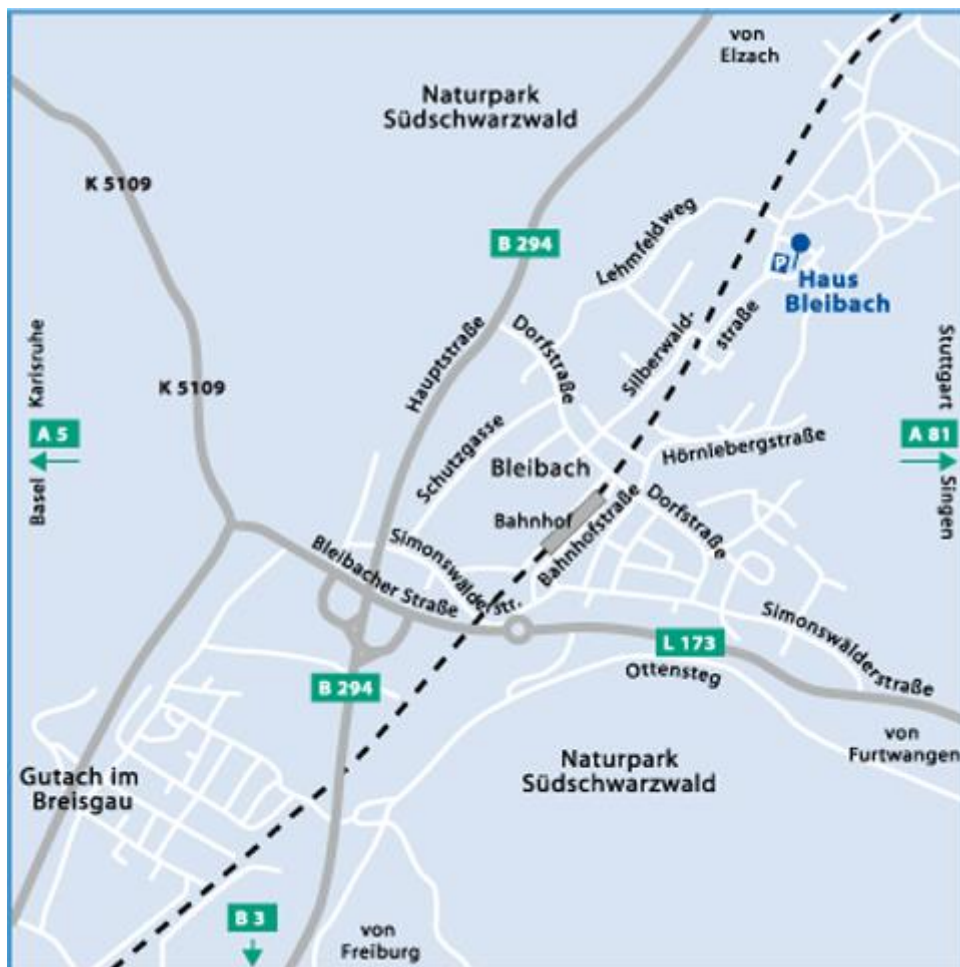 von
Elzach
Naturpark
Südschwarzwald
K 5109
Lehmfeldweg
B 294
P
Haus
Bleibach
Karlsruhe
Stuttgart
Hauptstraße
Dorfstraße
Silberwald-
straße
K 5109
A 5
A 81
Schutzgasse
Hörnlebergstraße
Bleibach
Basel
Singen
Bahnhof
Bahnhofstraße
Dorfstraße
Simonswälderstr.
Bleibacher Straße
Simonswälderstraße
L 173
Ottensteg
B 294
von
Furtwangen
Gutach im
Breisgau
Naturpark
Südschwarzwald
B 3
von
Freiburg